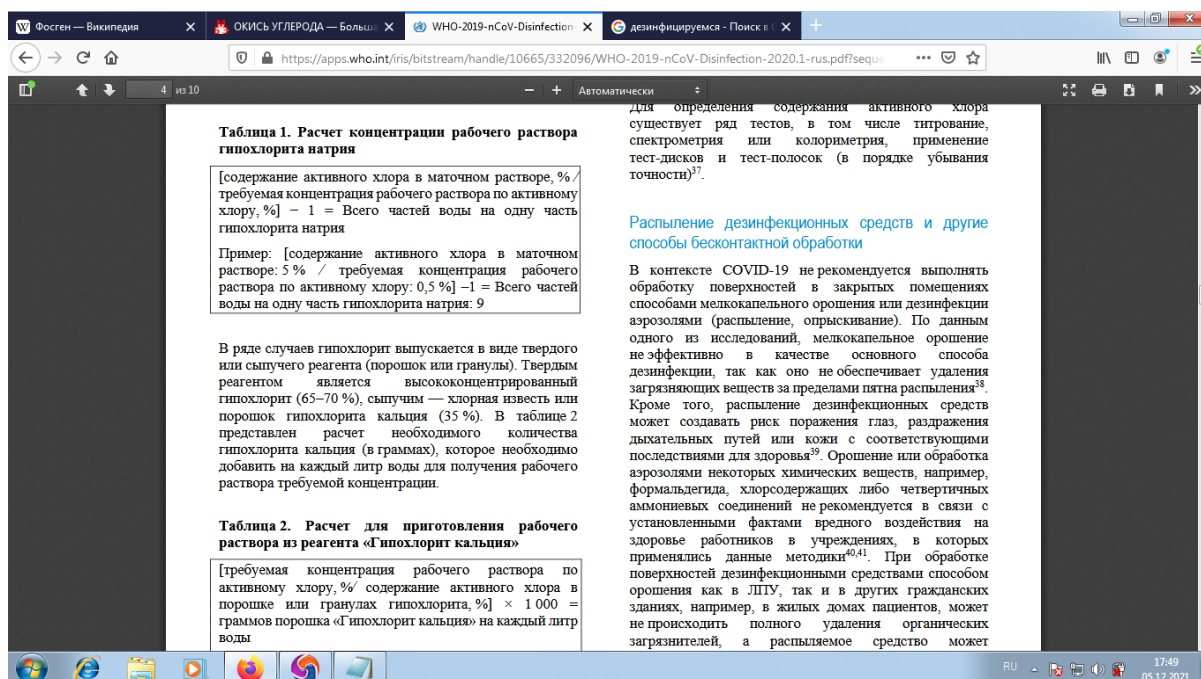 Фосген — Википедия
ОКИСЬ УГЛЕРОДА — Больша
WHO-2019-nCoV-Disinfection-
дезинфицируемся - Поиск в
https://apps.who.int/iris/bitstream/handle/10665/332096/WHO-2019-nCoV-Disinfection-2020.1-rus.pdf?seque
4 из 10
Автоматически
Таблица 1. Расчет концентрации рабочего раствора
гипохлорита натрия
[содержание активного хлора в маточном растворе, % ∕
требуемая концентрация рабочего раствора по активному
хлору, %] − 1 = Всего частей воды на одну часть
гипохлорита натрия
Пример: [содержание активного хлора в маточном
растворе: 5 % ∕ требуемая концентрация рабочего
раствора по активному хлору: 0,5 %] −1 = Всего частей
воды на одну часть гипохлорита натрия: 9
В ряде случаев гипохлорит выпускается в виде твердого
или сыпучего реагента (порошок или гранулы). Твердым
реагентом является высококонцентрированный
гипохлорит (65–70 %), сыпучим — хлорная известь или
порошок гипохлорита кальция (35 %). В таблице 2
представлен расчет необходимого количества
гипохлорита кальция (в граммах), которое необходимо
добавить на каждый литр воды для получения рабочего
раствора требуемой концентрации.
Таблица 2. Расчет для приготовления рабочего
раствора из реагента «Гипохлорит кальция»
[требуемая концентрация рабочего раствора по
активному хлору, %∕ содержание активного хлора в
порошке или гранулах гипохлорита, %] × 1 000 =
граммов порошка «Гипохлорит кальция» на каждый литр
воды
Для определения содержания активного хлора
существует ряд тестов, в том числе титрование,
спектрометрия или колориметрия, применение
тест-дисков и тест-полосок (в порядке убывания
точности)37.
Распыление дезинфекционных средств и другие
способы бесконтактной обработки
В контексте COVID-19 не рекомендуется выполнять
обработку поверхностей в закрытых помещениях
способами мелкокапельного орошения или дезинфекции
аэрозолями (распыление, опрыскивание). По данным
одного из исследований, мелкокапельное орошение
не эффективно в качестве основного способа
дезинфекции, так как оно не обеспечивает удаления
загрязняющих веществ за пределами пятна распыления38.
Кроме того, распыление дезинфекционных средств
может создавать риск поражения глаз, раздражения
дыхательных путей или кожи с соответствующими
последствиями для здоровья39. Орошение или обработка
аэрозолями некоторых химических веществ, например,
формальдегида, хлорсодержащих либо четвертичных
аммониевых соединений не рекомендуется в связи с
установленными фактами вредного воздействия на
здоровье работников в учреждениях, в которых
применялись данные методики40,41. При обработке
поверхностей дезинфекционными средствами способом
орошения как в ЛПУ, так и в других гражданских
зданиях, например, в жилых домах пациентов, может
не происходить полного удаления органических
загрязнителей, а распыляемое средство может
RU
17:49
05.12.2021